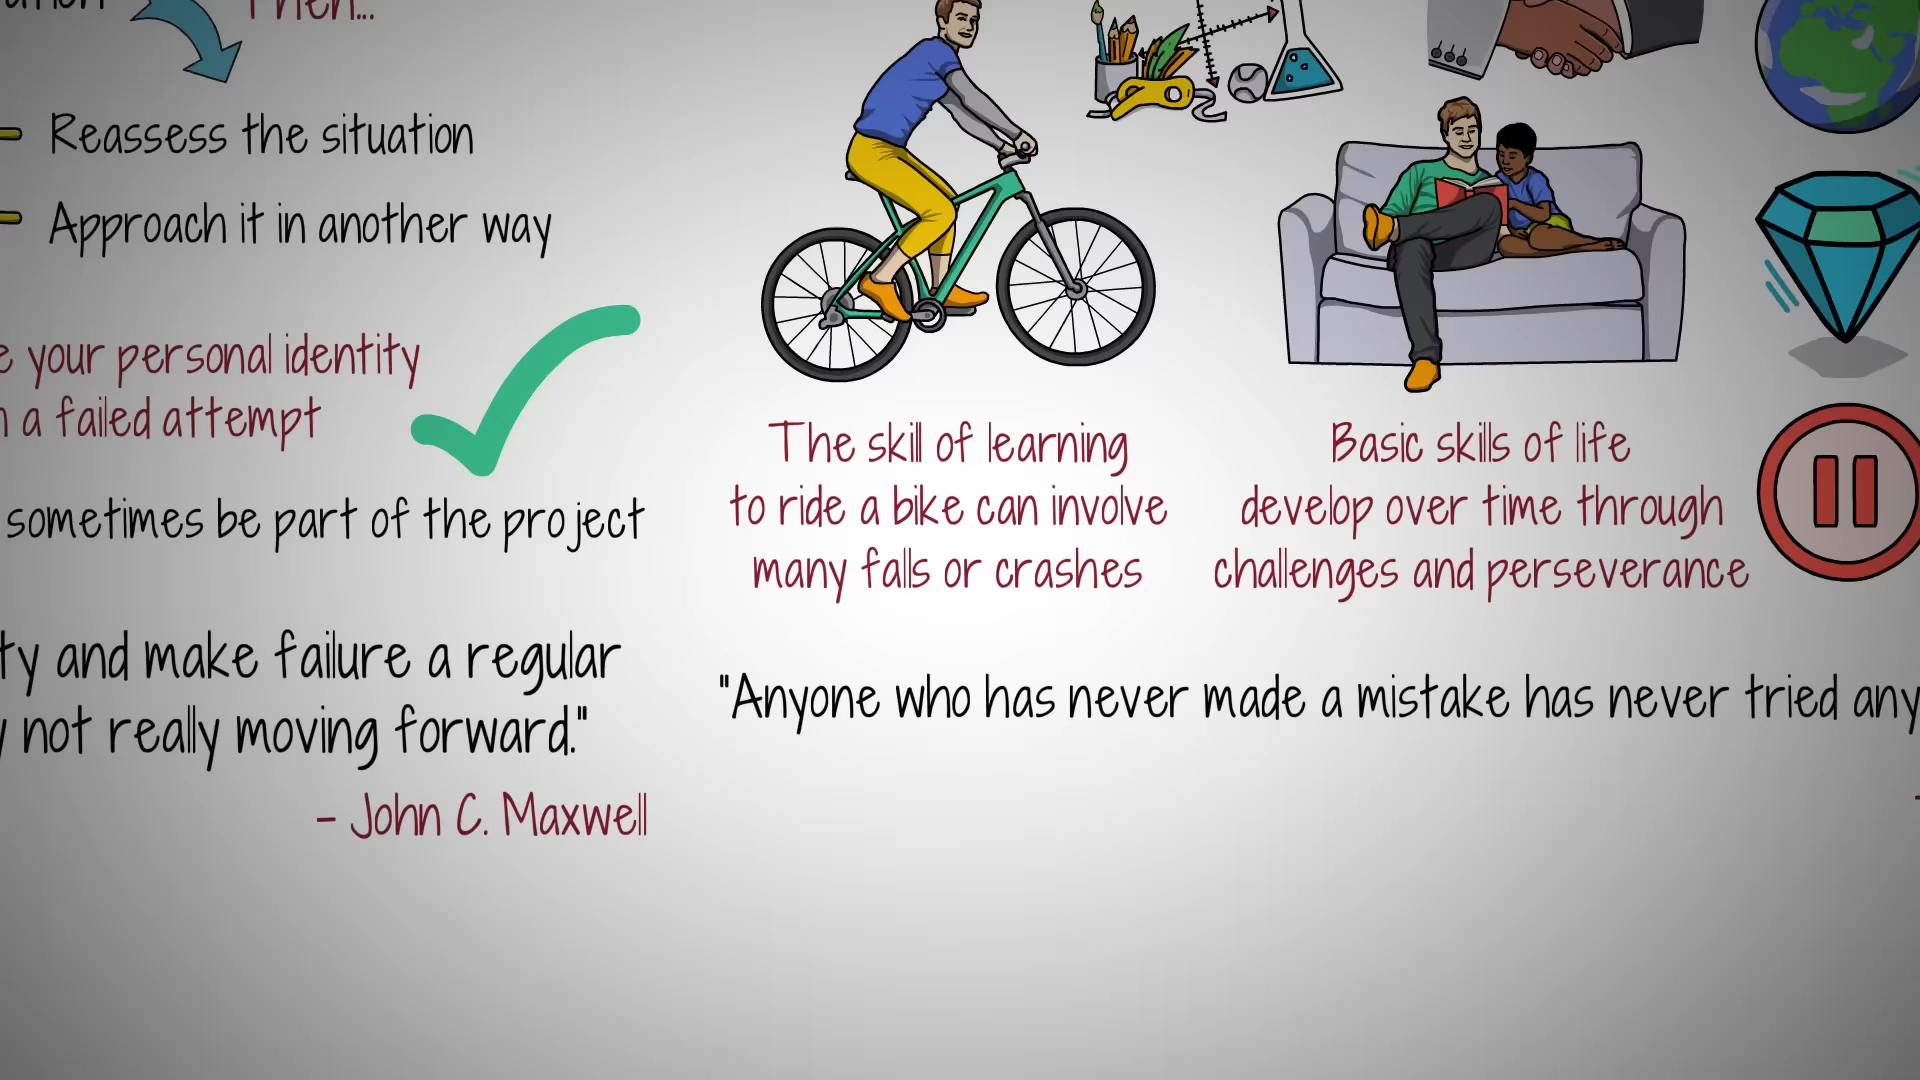 Then...
Reassess the situation
Approach it in another way
your personal identity
a failed attempt
sometimes be part of the project
and make failure a regular
not really moving forward."
- John C. Maxwell
The skill of learning
to ride a bike can involve
many falls or crashes
Basic skills of life
develop over time through
challenges and perseverance
"Anyone who has never made a mistake has never tried any